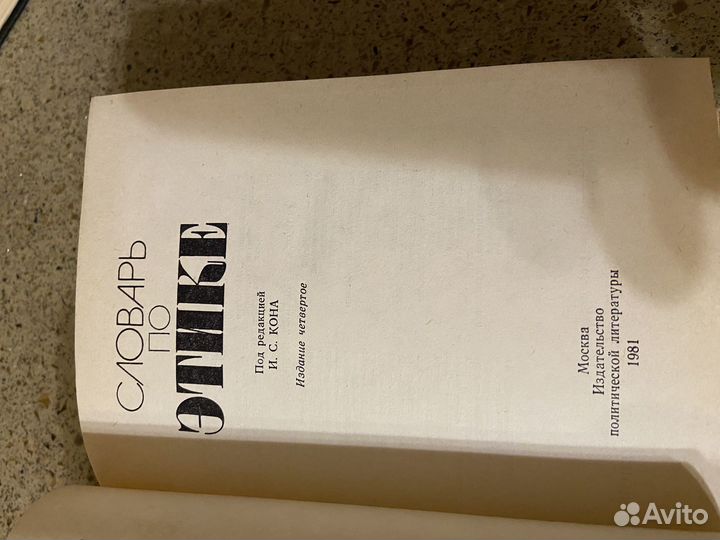 СЛОВАРЬ
ПО
ЭТИКЕ
Под редакцией
И. С. КОНА
Издание четвертое
Москва
Издательство
политической литературы
1981
Avito